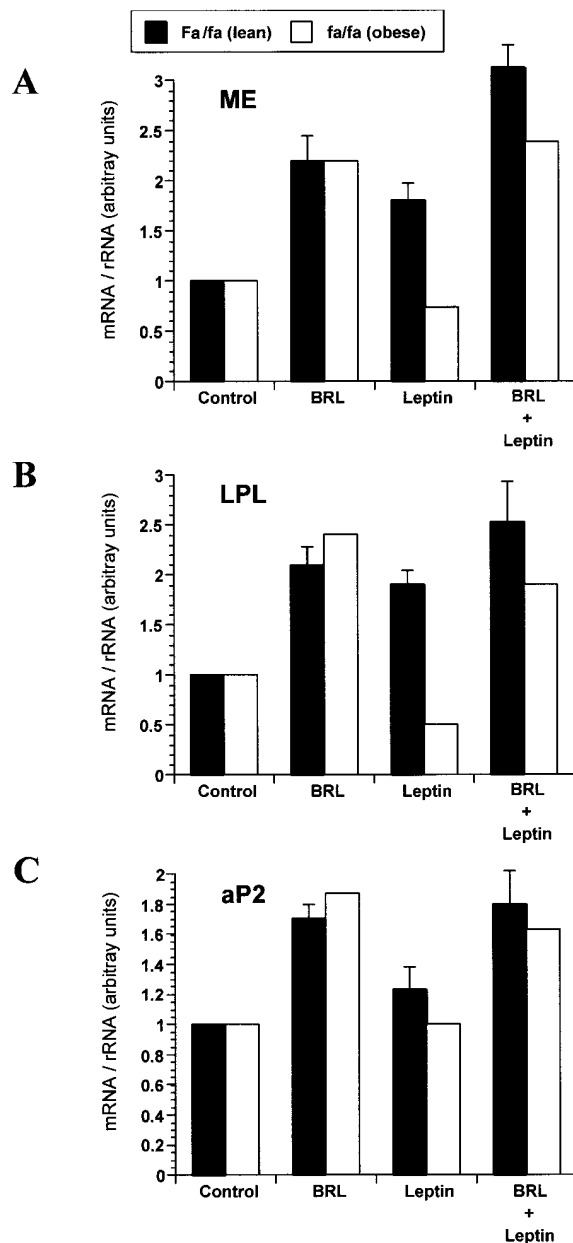 Fa/fa (lean) fa/fa (obese)
A
ME
mRNA / rRNA (arbitray units)
3
2.5
2
1.5
1
0.5
0
Control BRL Leptin BRL
+
Leptin
B
LPL
mRNA / rRNA (arbitray units)
3
2.5
2
1.5
1
0.5
0
Control BRL Leptin BRL
+
Leptin
C
aP2
mRNA / rRNA (arbitray units)
2
1.8
1.6
1.4
1.2
1
0.8
0.6
0.4
0.2
0
Control BRL Leptin BRL
+
Leptin